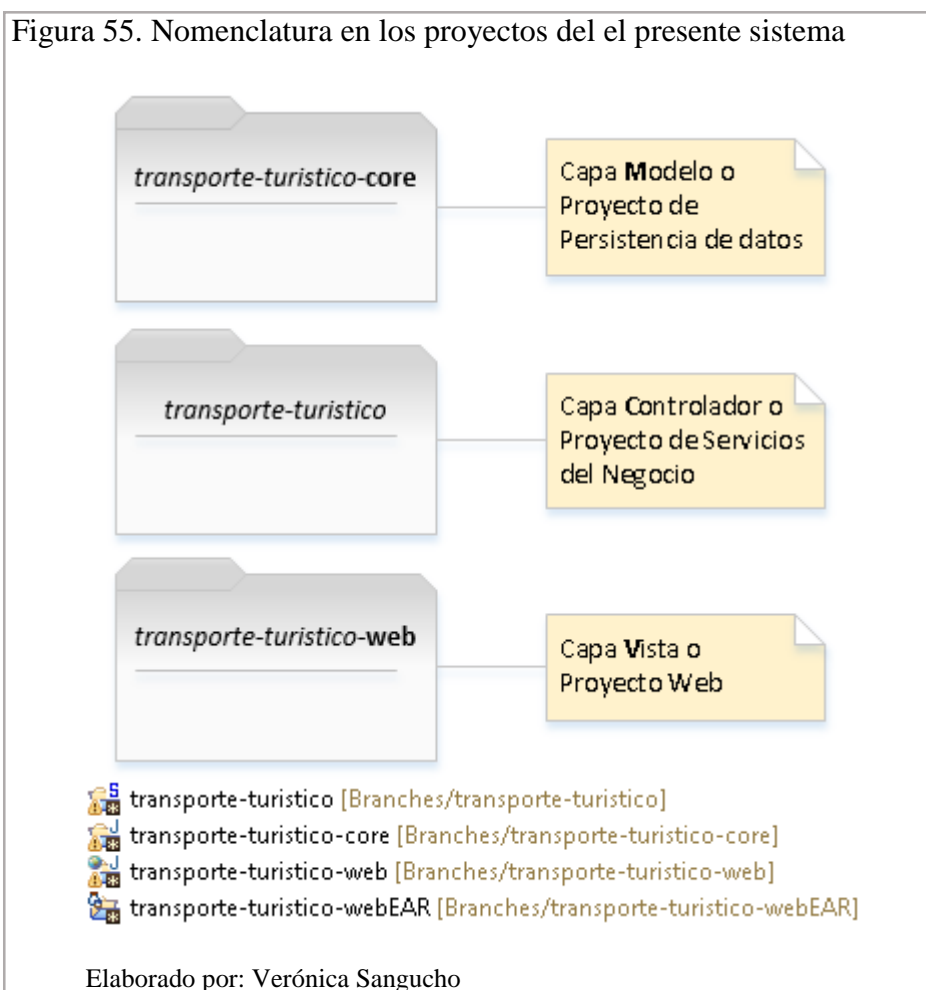 Figura 55. Nomenclatura en los proyectos del el presente sistema
transporte-turistico-core
Capa Modelo o
Proyecto de
Persistencia de datos
transporte-turistico
Capa Controlador o
Proyecto de Servicios
del Negocio
transporte-turistico-web
Capa Vista o
Proyecto Web
transporte-turistico [Branches/transporte-turistico]
transporte-turistico-core [Branches/transporte-turistico-core]
transporte-turistico-web [Branches/transporte-turistico-web]
transporte-turistico-webEAR [Branches/transporte-turistico-webEAR]
Elaborado por: Verónica Sangucho